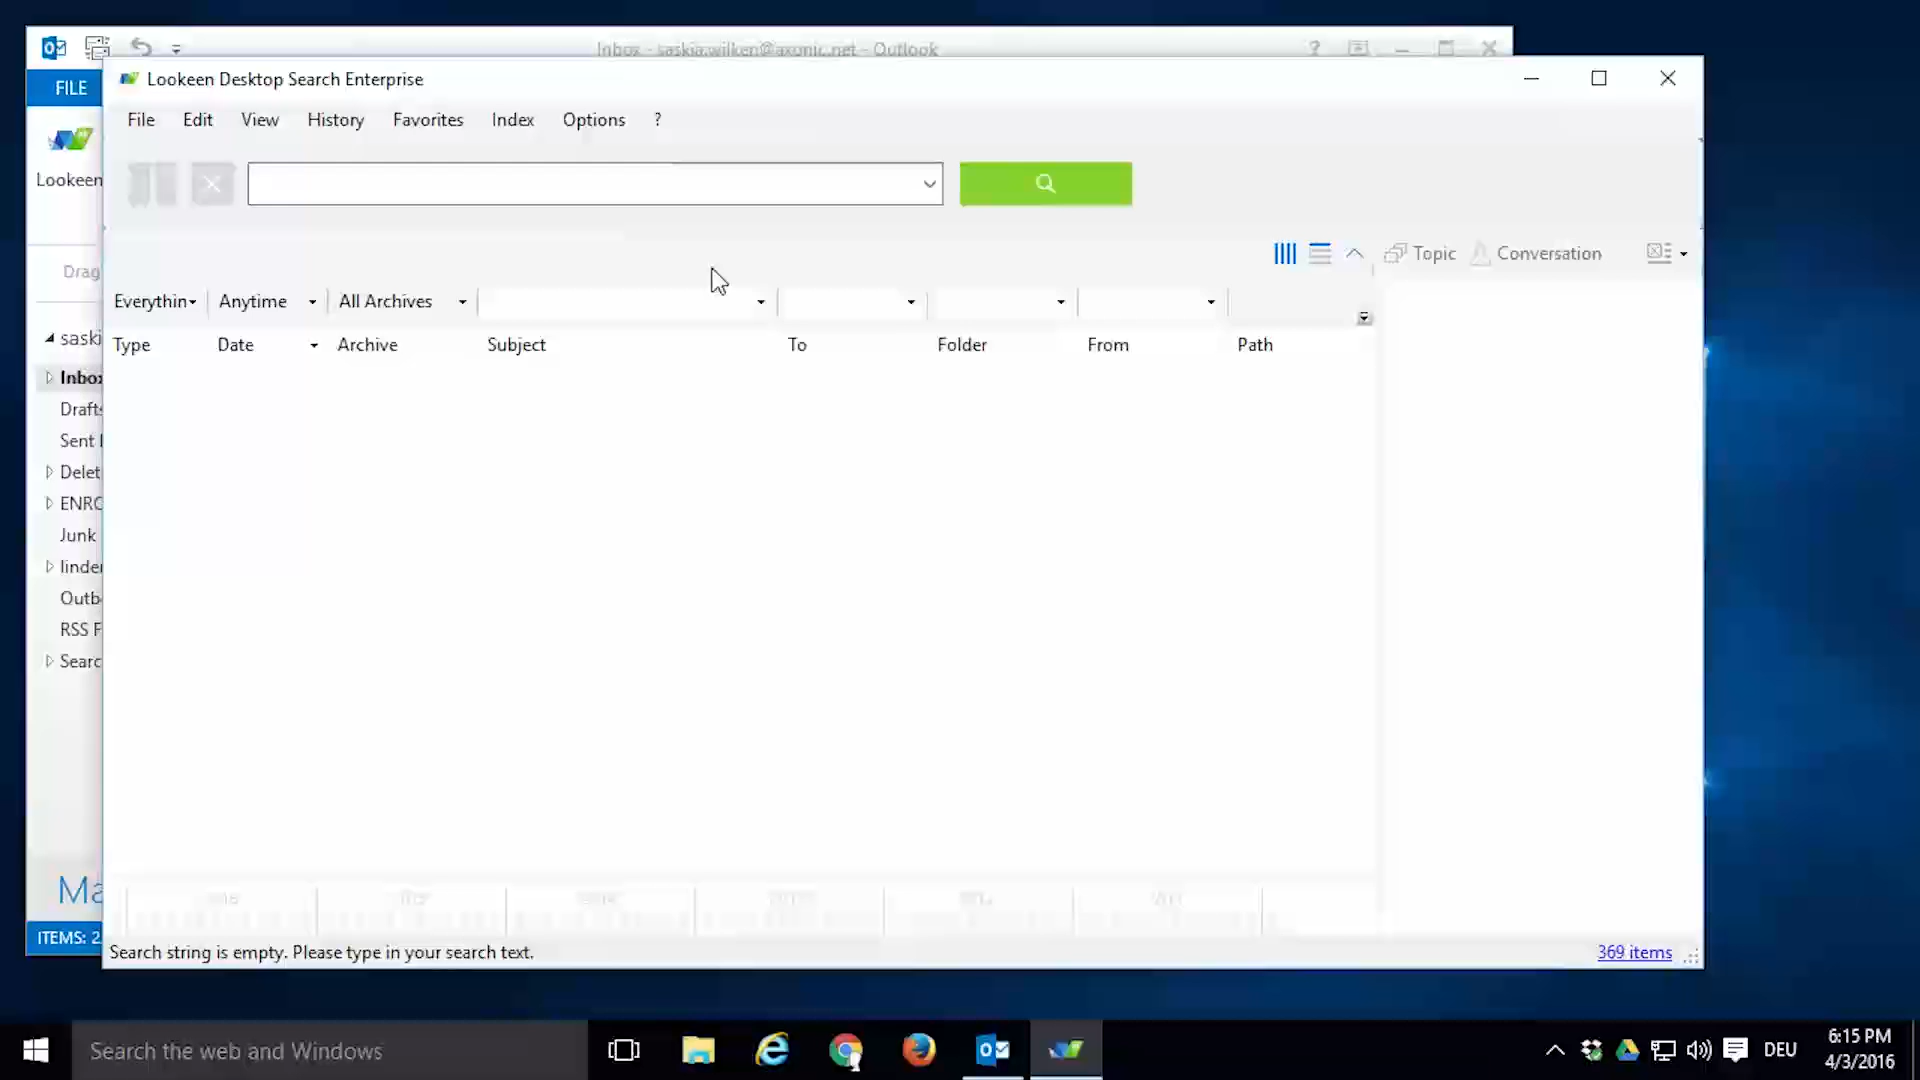 Inbox - saskia.wilken@axonic.net - Outlook
?
FILE
Lookeen Desktop Search Enterprise
File Edit View History Favorites Index Options ?
Lookeen
Topic Conversation
Drag
Everythin Anytime All Archives
Type Date Archive Subject To Folder From Path
saski
Inbox
Drafts
Sent I
Delet
ENRO
Junk
linder
Outb
RSS F
Searc
Ma
ITEMS: 2
Search string is empty. Please type in your search text.
369 items
Search the web and Windows
DEU
6:15 PM
4/3/2016